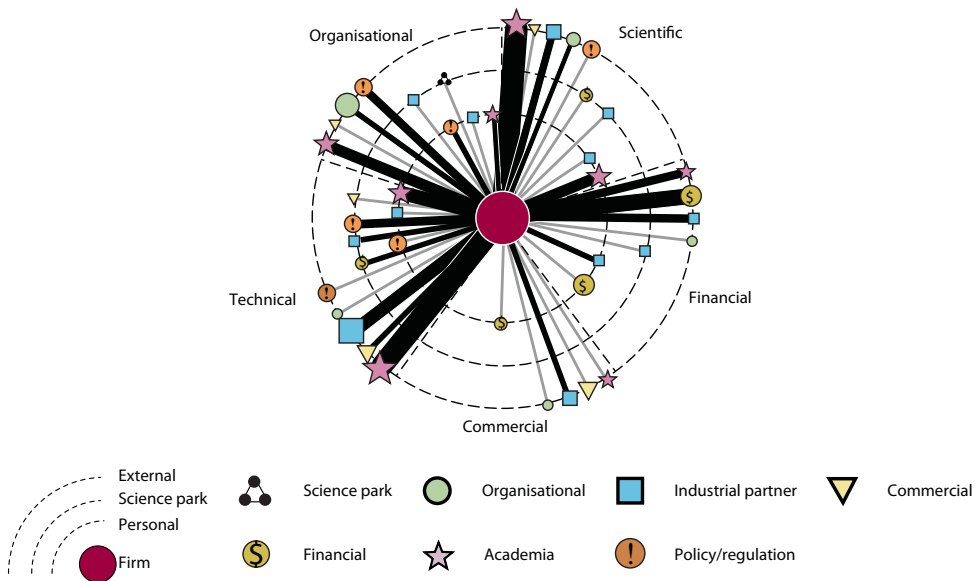 Organisational
Scientific
Financial
Commercial
Technical
!
!
!
!
!
!
$
$
$
$
$
External
Science park
Personal
Firm
Science park
Organisational
Industrial partner
Commercial
$
Financial
Academia
!
Policy/regulation